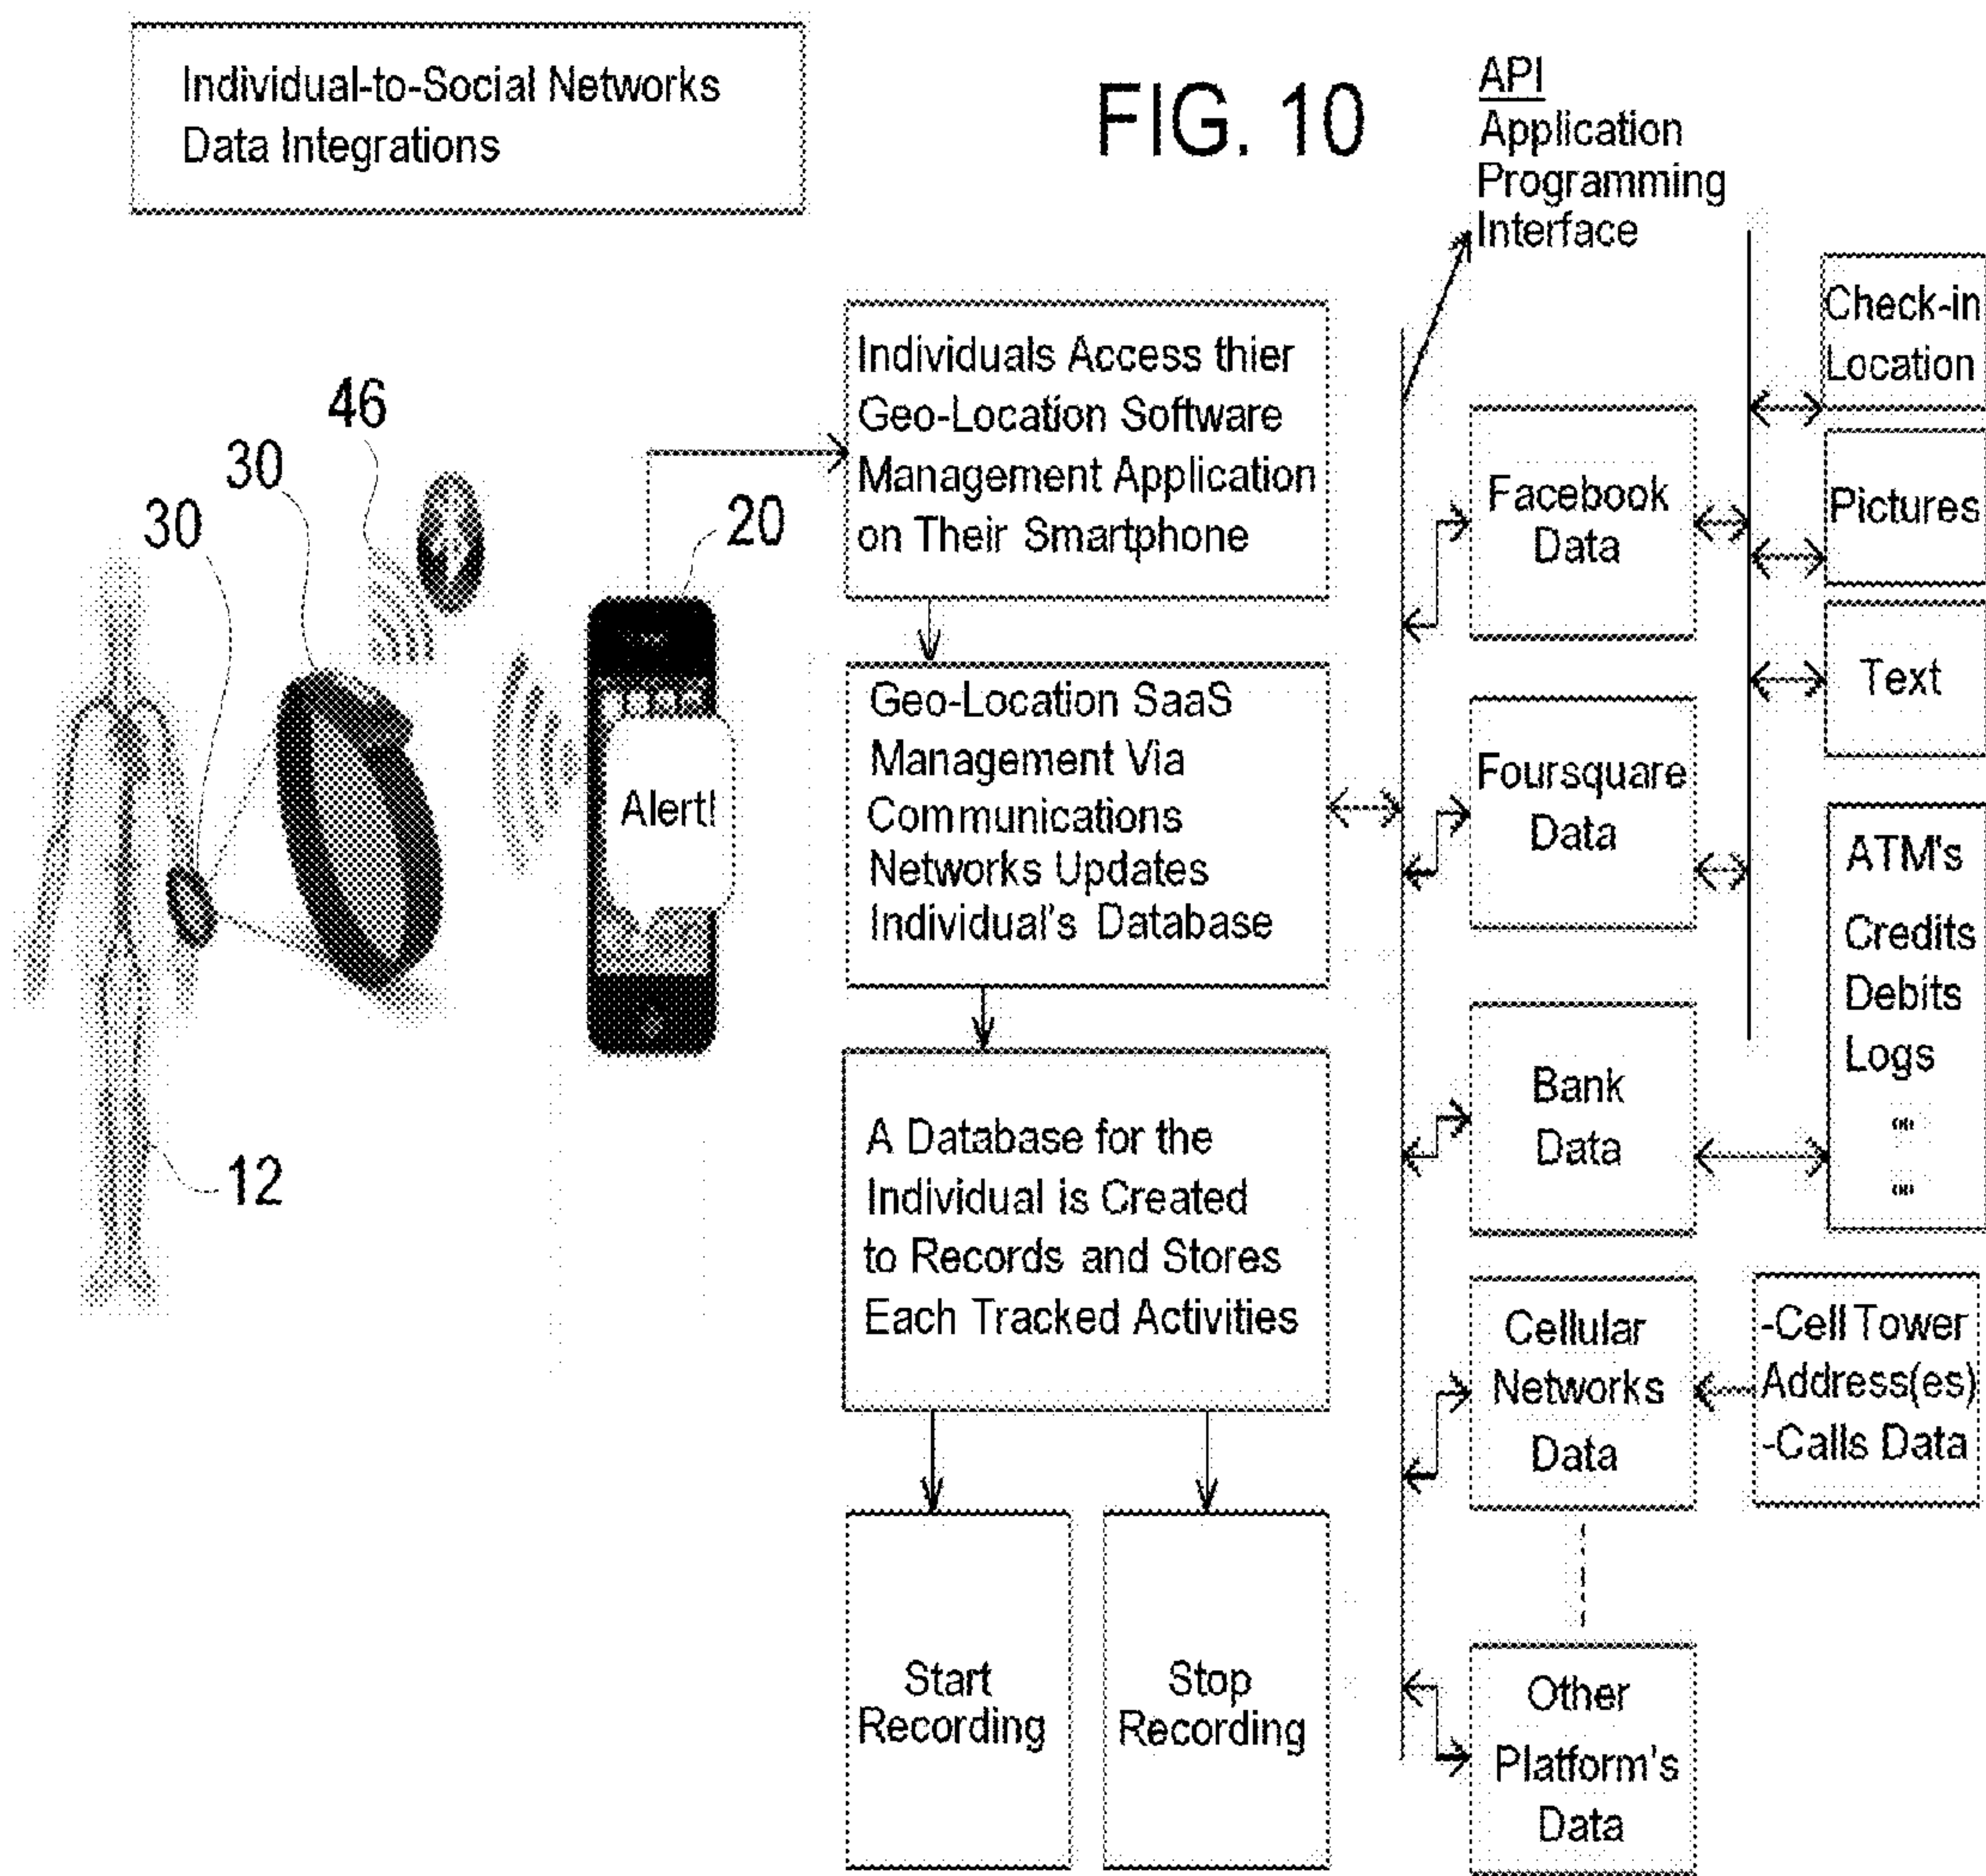 Individual-to-Social Networks
Data Integrations
FIG. 10
API
Application
Programming
Interface
46
30
30
20
12
Alert!
Individuals Access thier
Geo-Location Software
Management Application
on Their Smartphone
Geo-Location SaaS
Management Via
Communications
Networks Updates
Individual's Database
A Database for the
Individual is Created
to Records and Stores
Each Tracked Activities
Start
Recording
Stop
Recording
Facebook
Data
Foursquare
Data
Bank
Data
Cellular
Networks
Data
Other
Platform's
Data
Check-in
Location
Pictures
Text
ATM's
Credits
Debits
Logs
-Cell Tower
Address(es)
-Calls Data